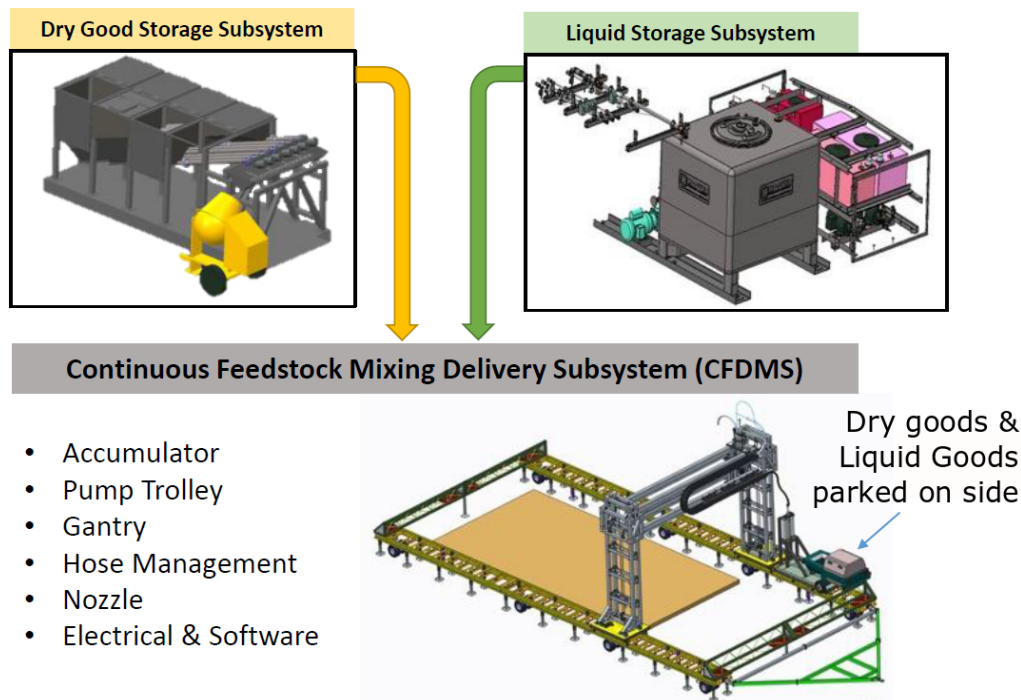 Dry Good Storage Subsystem
Liquid Storage Subsystem
Continuous Feedstock Mixing Delivery Subsystem (CFDMS)
• Accumulator
• Pump Trolley
• Gantry
• Hose Management
• Nozzle
• Electrical & Software
Dry goods &
Liquid Goods
parked on side